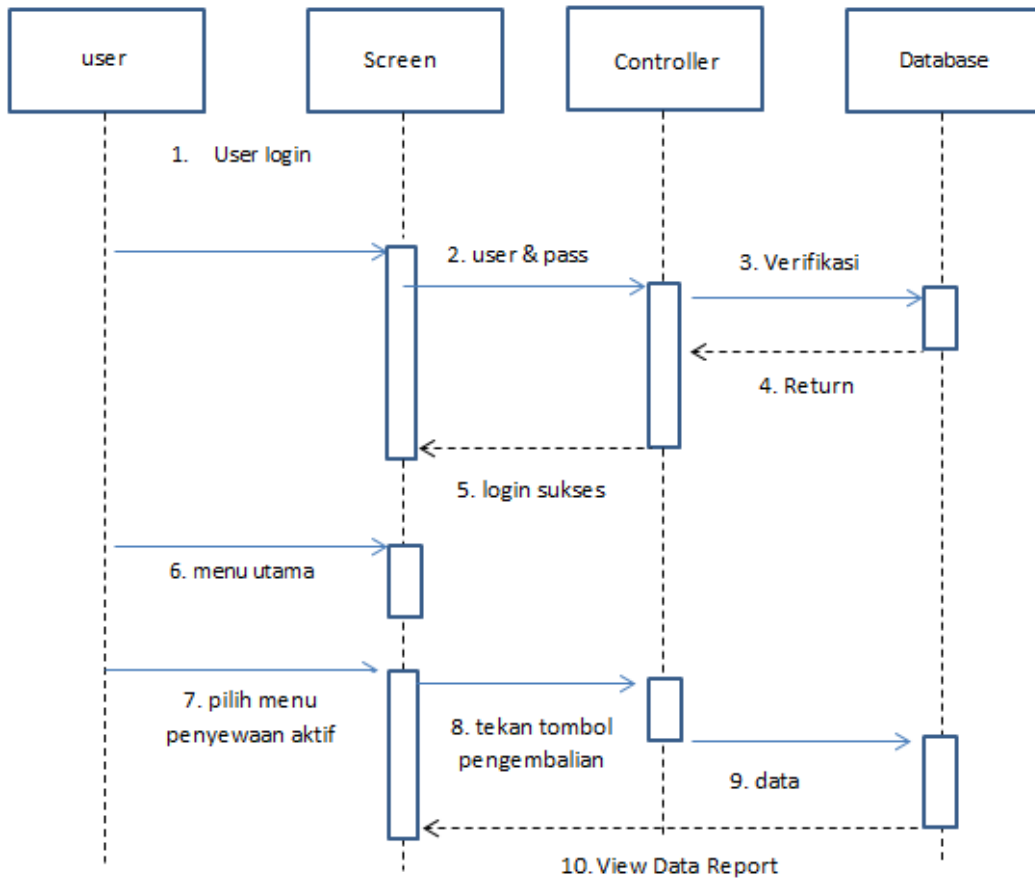 user
Screen
Controller
Database
1. User login
2. user & pass
3. Verifikasi
4. Return
5. login sukses
6. menu utama
7. pilih menu
penyewaan aktif
8. tekan tombol
pengembalian
9. data
10. View Data Report